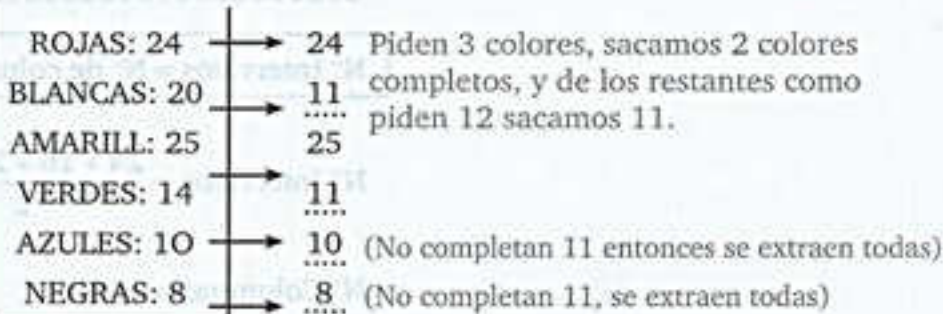 ROJAS: 24 24 Piden 3 colores, sacamos 2 colores
BLANCAS: 20 11 completos, y de los restantes como
piden 12 sacamos 11.
AMARILL: 25 25
VERDES: 14 11
AZULES: 1O 10 (No completan 11 entonces se extraen todas)
NEGRAS: 8 8 (No completan 11, se extraen todas)